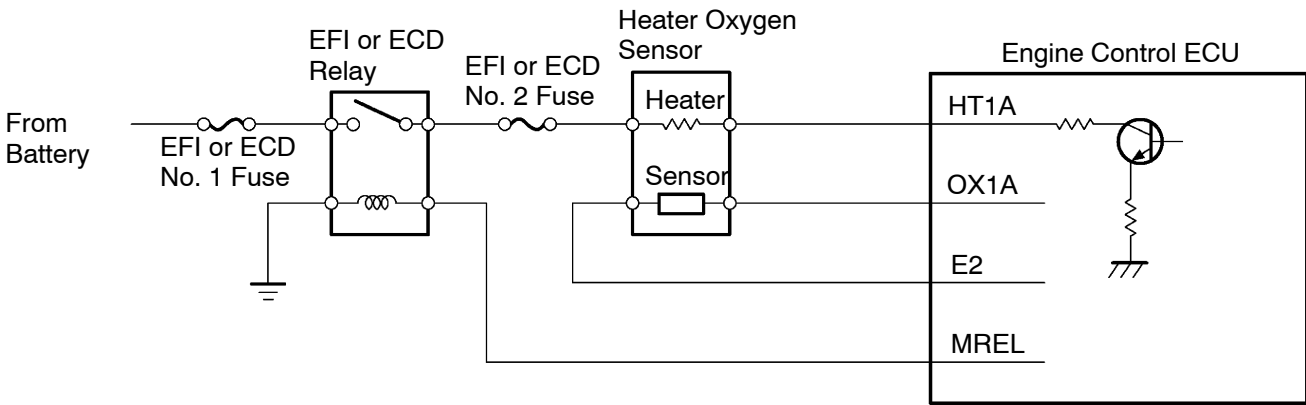 From
Battery
EFI or ECD
No. 1 Fuse
EFI or ECD
Relay
EFI or ECD
No. 2 Fuse
Heater Oxygen
Sensor
Heater
Sensor
Engine Control ECU
HT1A
OX1A
E2
MREL